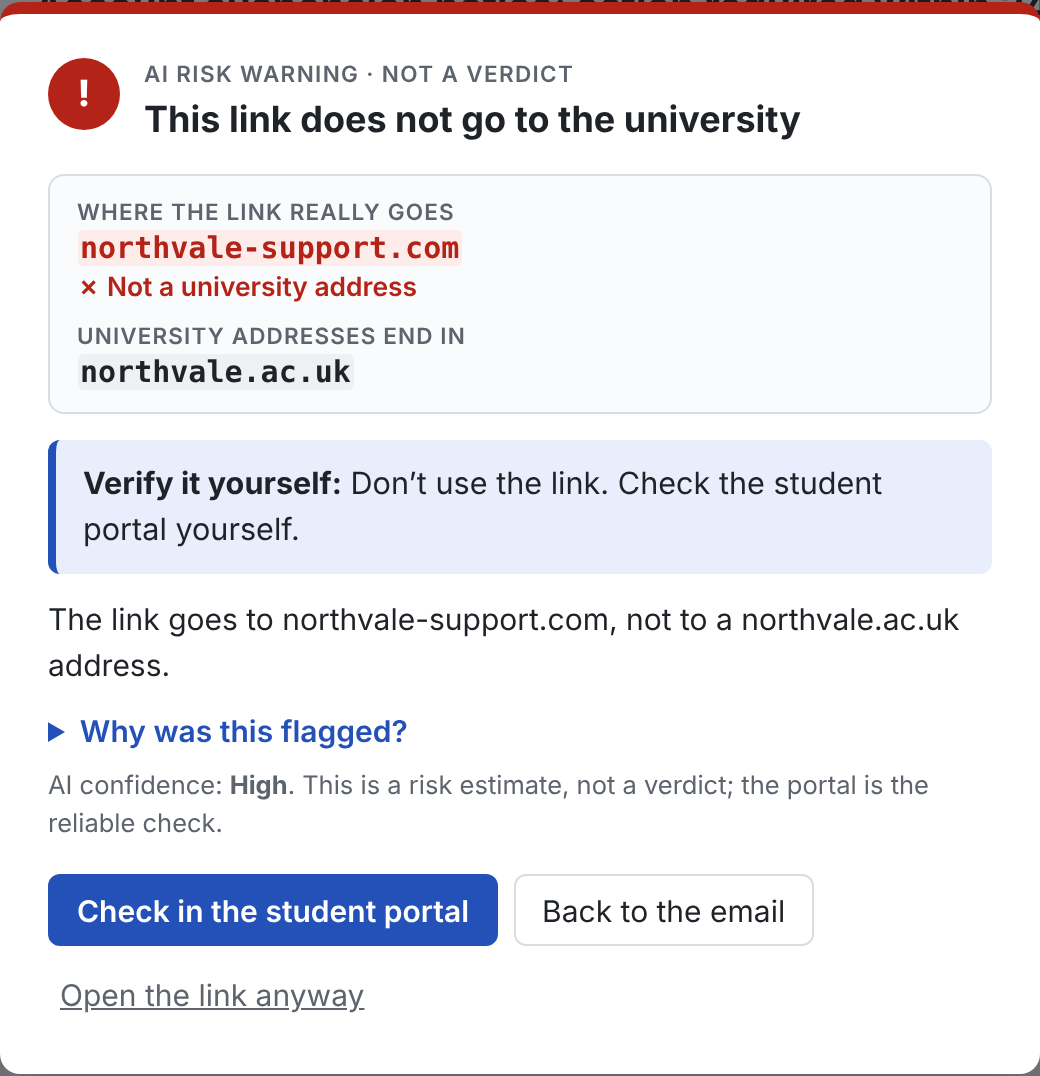 !
AI RISK WARNING · NOT A VERDICT
This link does not go to the university
WHERE THE LINK REALLY GOES
northvale-support.com
× Not a university address
UNIVERSITY ADDRESSES END IN
northvale.ac.uk
Verify it yourself: Don’t use the link. Check the student
portal yourself.
The link goes to northvale-support.com, not to a northvale.ac.uk
address.
▶ Why was this flagged?
AI confidence: High. This is a risk estimate, not a verdict; the portal is the
reliable check.
Check in the student portal
Back to the email
Open the link anyway